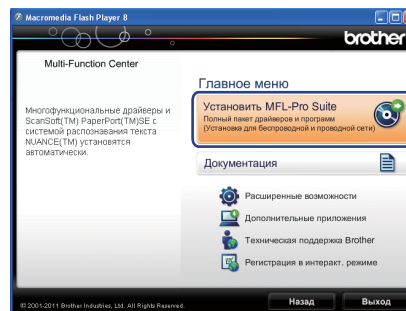 Macromedia Flash Player 8
brother
Multi-Function Center
Многофункциональные драйверы и
ScanSoft(TM) PaperPort(TM)SE с
системой распознавания текста
NUANCE(TM) установятся
автоматически.
Главное меню
Установить MFL-Pro Suite
Полный пакет драйверов и программ
(Установка для беспроводной и проводной сети)
Документация
Расширенные возможности
Дополнительные приложения
Техническая поддержка Brother
Регистрация в интеракт. режиме
© 2001-2011 Brother Industries, Ltd. All Rights Reserved.
Назад
Выход